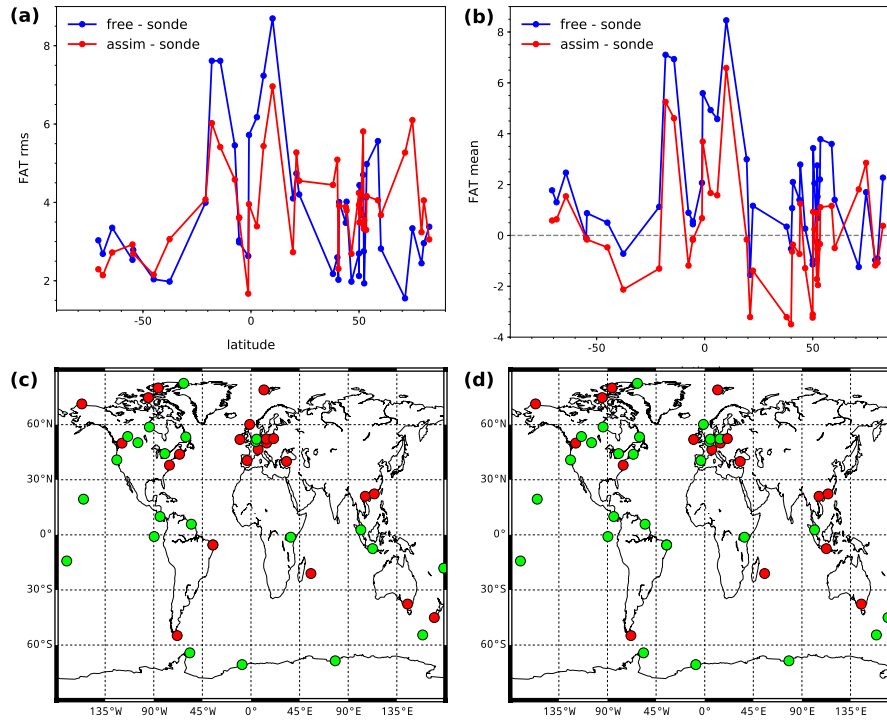 (a)
free - sonde
assim - sonde
8
6
4
2
FAT rms
-50
0
50
latitude
(b)
free - sonde
assim - sonde
8
6
4
2
0
-2
-4
FAT mean
-50
0
50
(c)
60°N
30°N
0°
30°S
60°S
135°W
90°W
45°W
0°
45°E
90°E
135°E
(d)
60°N
30°N
0°
30°S
60°S
135°W
90°W
45°W
0°
45°E
90°E
135°E